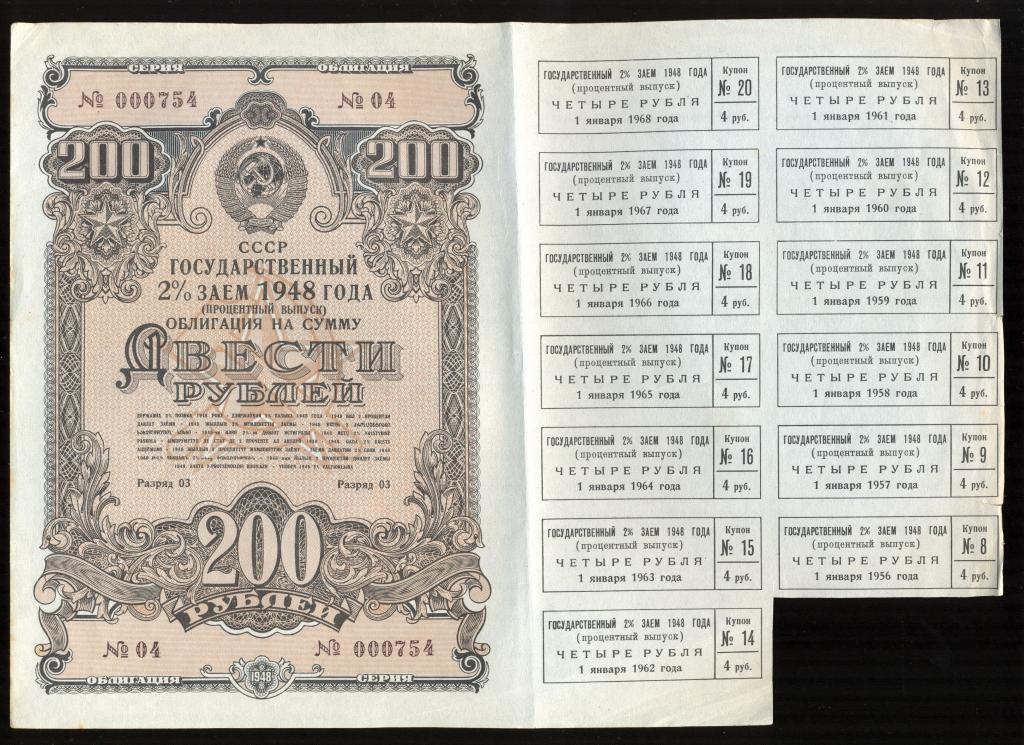 СЕРИЯ ОБЛИГАЦИЯ
№ 000754 № 04
200 200
СССР
ГОСУДАРСТВЕННЫЙ
2% ЗАЕМ 1948 ГОДА
(ПРОЦЕНТНЫЙ ВЫПУСК)
ОБЛИГАЦИЯ НА СУММУ
ДВЕСТИ
РУБЛЕЙ
Разряд 03 Разряд 03
200
РУБЛЕЙ
№ 04 № 000754
ОБЛИГАЦИЯ 1948 СЕРИЯ
ГОСУДАРСТВЕННЫЙ 2% ЗАЕМ 1948 ГОДА
(процентный выпуск)
ЧЕТЫРЕ РУБЛЯ
1 января 1968 года
Купон
№ 20
4 руб.
ГОСУДАРСТВЕННЫЙ 2% ЗАЕМ 1948 ГОДА
(процентный выпуск)
ЧЕТЫРЕ РУБЛЯ
1 января 1961 года
Купон
№ 13
4 руб.
ГОСУДАРСТВЕННЫЙ 2% ЗАЕМ 1948 ГОДА
(процентный выпуск)
ЧЕТЫРЕ РУБЛЯ
1 января 1967 года
Купон
№ 19
4 руб.
ГОСУДАРСТВЕННЫЙ 2% ЗАЕМ 1948 ГОДА
(процентный выпуск)
ЧЕТЫРЕ РУБЛЯ
1 января 1960 года
Купон
№ 12
4 руб.
ГОСУДАРСТВЕННЫЙ 2% ЗАЕМ 1948 ГОДА
(процентный выпуск)
ЧЕТЫРЕ РУБЛЯ
1 января 1966 года
Купон
№ 18
4 руб.
ГОСУДАРСТВЕННЫЙ 2% ЗАЕМ 1948 ГОДА
(процентный выпуск)
ЧЕТЫРЕ РУБЛЯ
1 января 1959 года
Купон
№ 11
4 руб.
ГОСУДАРСТВЕННЫЙ 2% ЗАЕМ 1948 ГОДА
(процентный выпуск)
ЧЕТЫРЕ РУБЛЯ
1 января 1965 года
Купон
№ 17
4 руб.
ГОСУДАРСТВЕННЫЙ 2% ЗАЕМ 1948 ГОДА
(процентный выпуск)
ЧЕТЫРЕ РУБЛЯ
1 января 1958 года
Купон
№ 10
4 руб.
ГОСУДАРСТВЕННЫЙ 2% ЗАЕМ 1948 ГОДА
(процентный выпуск)
ЧЕТЫРЕ РУБЛЯ
1 января 1964 года
Купон
№ 16
4 руб.
ГОСУДАРСТВЕННЫЙ 2% ЗАЕМ 1948 ГОДА
(процентный выпуск)
ЧЕТЫРЕ РУБЛЯ
1 января 1957 года
Купон
№ 9
4 руб.
ГОСУДАРСТВЕННЫЙ 2% ЗАЕМ 1948 ГОДА
(процентный выпуск)
ЧЕТЫРЕ РУБЛЯ
1 января 1963 года
Купон
№ 15
4 руб.
ГОСУДАРСТВЕННЫЙ 2% ЗАЕМ 1948 ГОДА
(процентный выпуск)
ЧЕТЫРЕ РУБЛЯ
1 января 1956 года
Купон
№ 8
4 руб.
ГОСУДАРСТВЕННЫЙ 2% ЗАЕМ 1948 ГОДА
(процентный выпуск)
ЧЕТЫРЕ РУБЛЯ
1 января 1962 года
Купон
№ 14
4 руб.